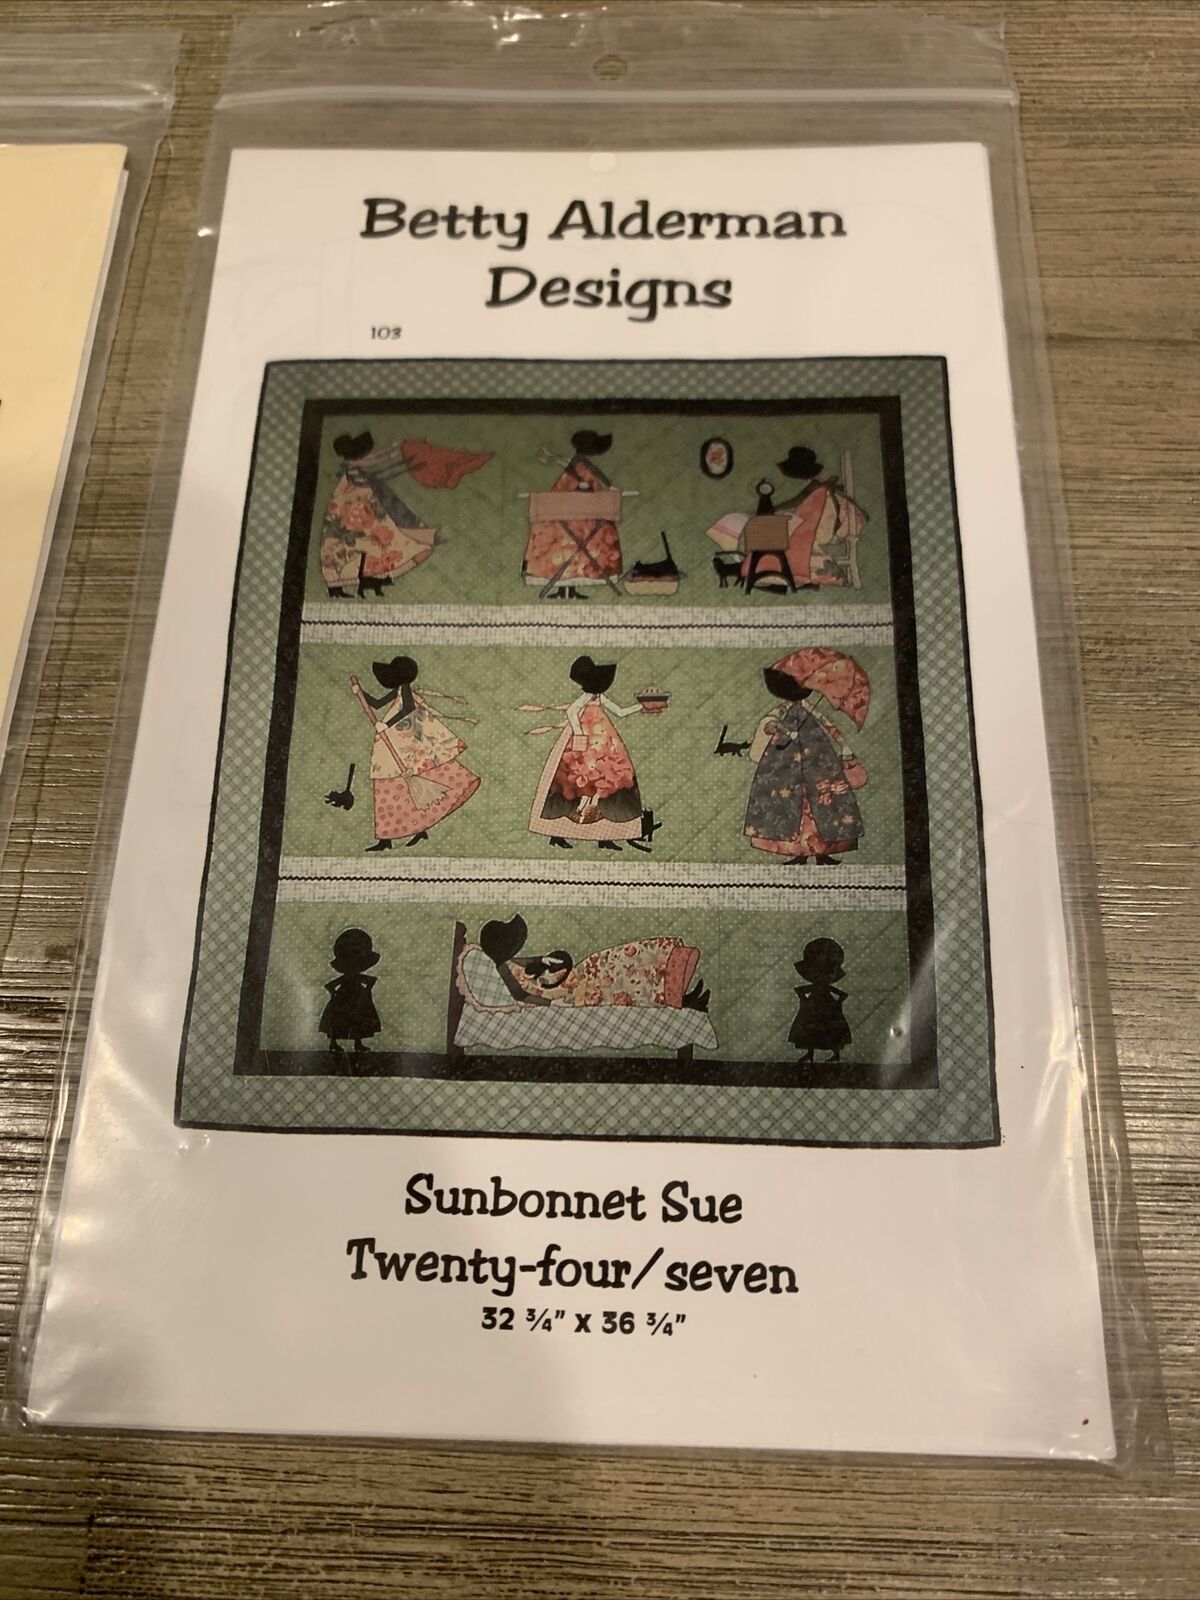 Betty Alderman
Designs
103
Sunbonnet Sue
Twenty-four/seven
32 ¾" x 36 ¾"